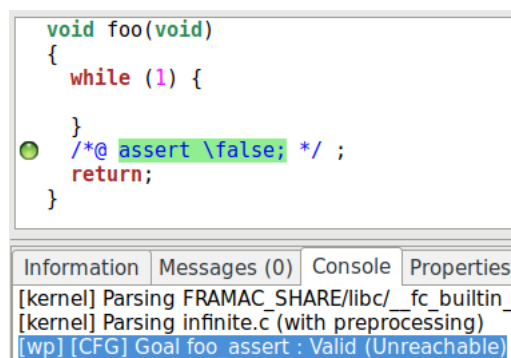 void foo(void)
{
while (1) {
}
/*@ assert \false; */ ;
return;
}
Information Messages (0) Console Properties
[kernel] Parsing FRAMAC_SHARE/libc/__fc_builtin_
[kernel] Parsing infinite.c (with preprocessing)
[wp] [CFG] Goal foo_assert : Valid (Unreachable)